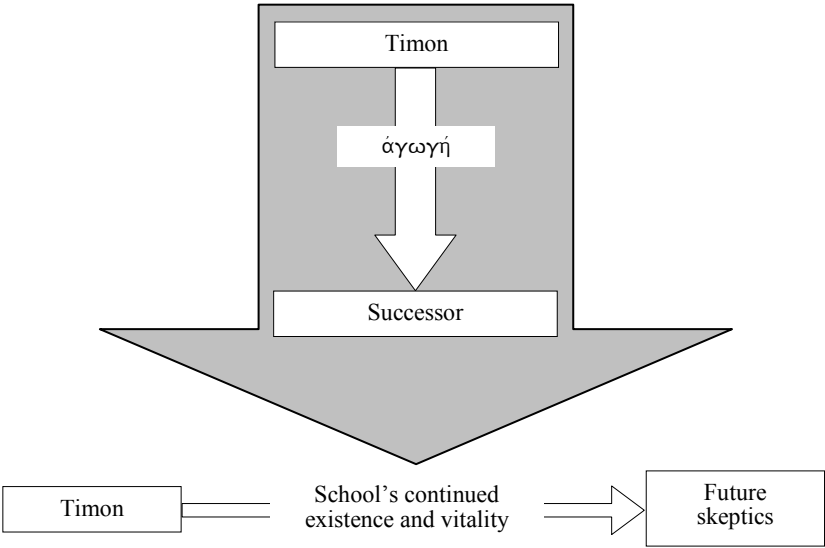 Timon
ἀγωγή
Successor
School’s continued
existence and vitality
Timon
Future
skeptics